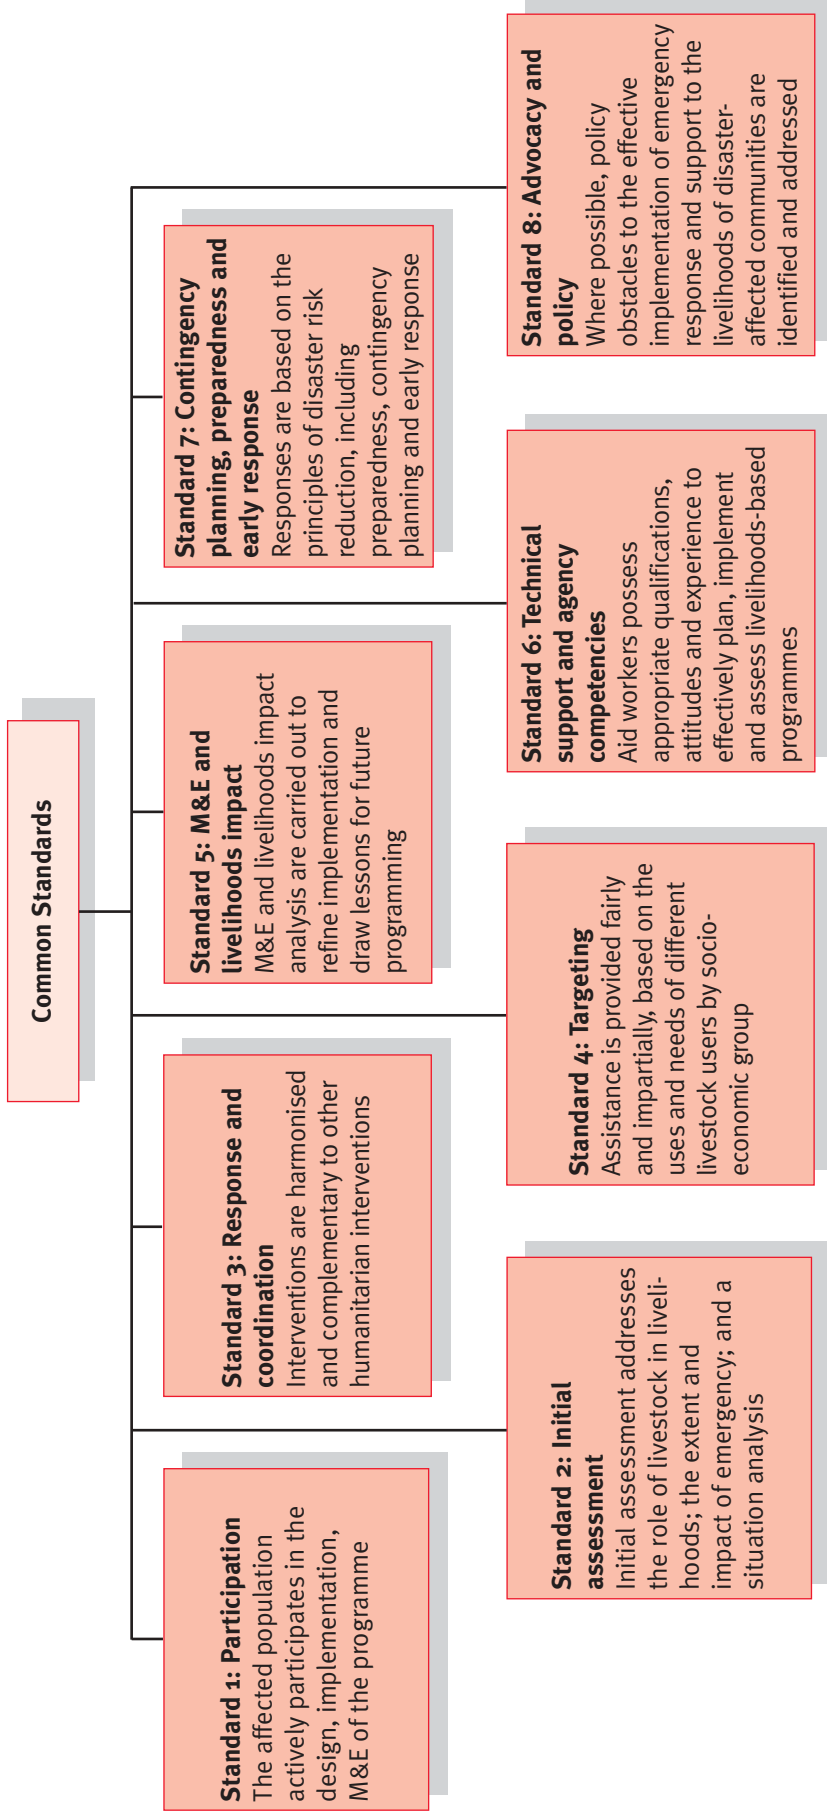 Common Standards
Standard 1: Participation
The affected population
actively participates in the
design, implementation,
M&E of the programme
Standard 2: Initial
assessment
Initial assessment addresses
the role of livestock in liveli-
hoods; the extent and
impact of emergency; and a
situation analysis
Standard 3: Response and
coordination
Interventions are harmonised
and complementary to other
humanitarian interventions
Standard 4: Targeting
Assistance is provided fairly
and impartially, based on the
uses and needs of different
livestock users by socio-
economic group
Standard 5: M&E and
livelihoods impact
M&E and livelihoods impact
analysis are carried out to
refine implementation and
draw lessons for future
programming
Standard 6: Technical
support and agency
competencies
Aid workers possess
appropriate qualifications,
attitudes and experience to
effectively plan, implement
and assess livelihoods-based
programmes
Standard 7: Contingency
planning, preparedness and
early response
Responses are based on the
principles of disaster risk
reduction, including
preparedness, contingency
planning and early response
Standard 8: Advocacy and
policy
Where possible, policy
obstacles to the effective
implementation of emergency
response and support to the
livelihoods of disaster-
affected communities are
identified and addressed